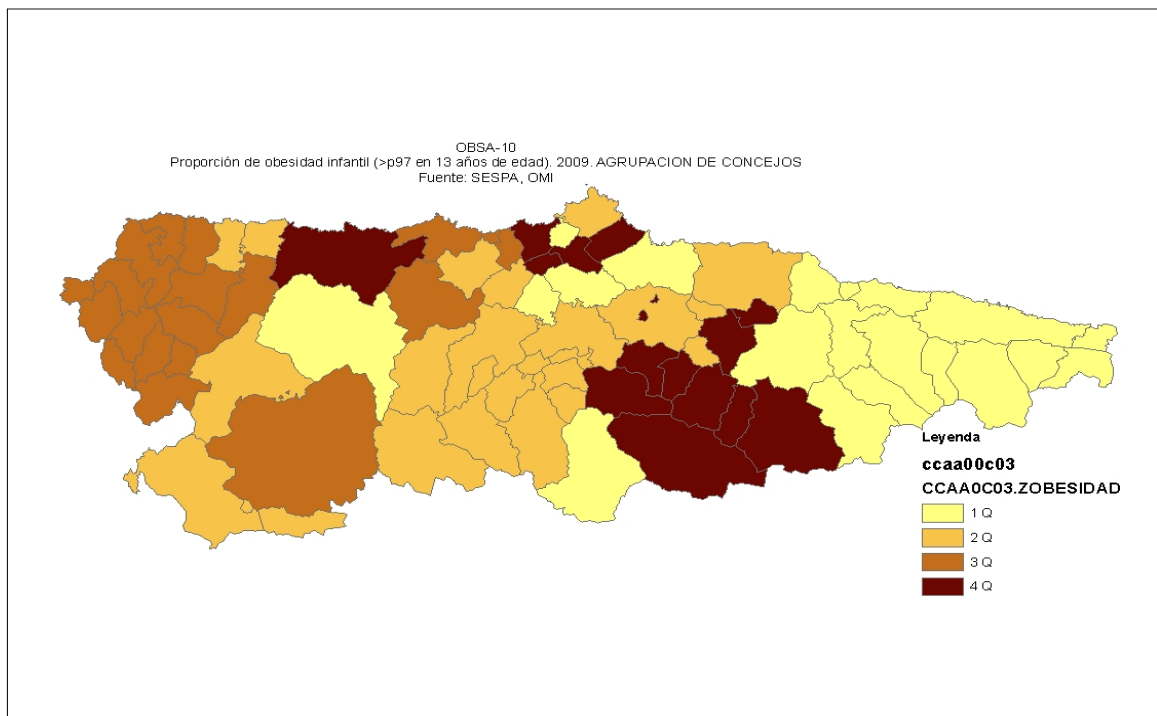 OBSA-10
Proporción de obesidad infantil (>p97 en 13 años de edad). 2009. AGRUPACION DE CONCEJOS
Fuente: SESPA, OMI
Leyenda
ccaa00c03
CCAA0C03.ZOBESIDAD
1 Q
2 Q
3 Q
4 Q